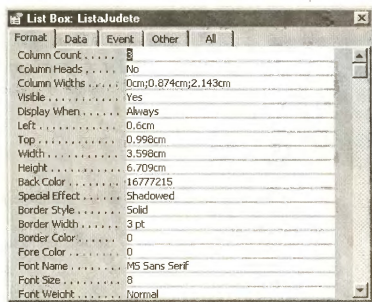 List Box: ListaJudete
Format Data Event Other All
Column Count . . . . . 3
Column Heads . . . . . No
Column Widths . . . . . 0cm;0.874cm;2.143cm
Visible . . . . . . . . . . . . Yes
Display When . . . . . . Always
Left . . . . . . . . . . . . . . 0.6cm
Top . . . . . . . . . . . . . . 0.998cm
Width . . . . . . . . . . . . 3.598cm
Height . . . . . . . . . . . . 6.709cm
Back Color . . . . . . . . . 16777215
Special Effect . . . . . . . Shadowed
Border Style . . . . . . . . Solid
Border Width . . . . . . . 3 pt
Border Color . . . . . . . . 0
Fore Color . . . . . . . . . 0
Font Name . . . . . . . . . MS Sans Serif
Font Size . . . . . . . . . . 8
Font Weight . . . . . . . . Normal